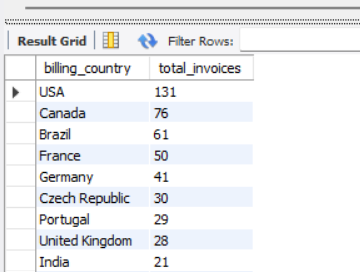 Result Grid Filter Rows:
billing_country total_invoices
USA 131
Canada 76
Brazil 61
France 50
Germany 41
Czech Republic 30
Portugal 29
United Kingdom 28
India 21